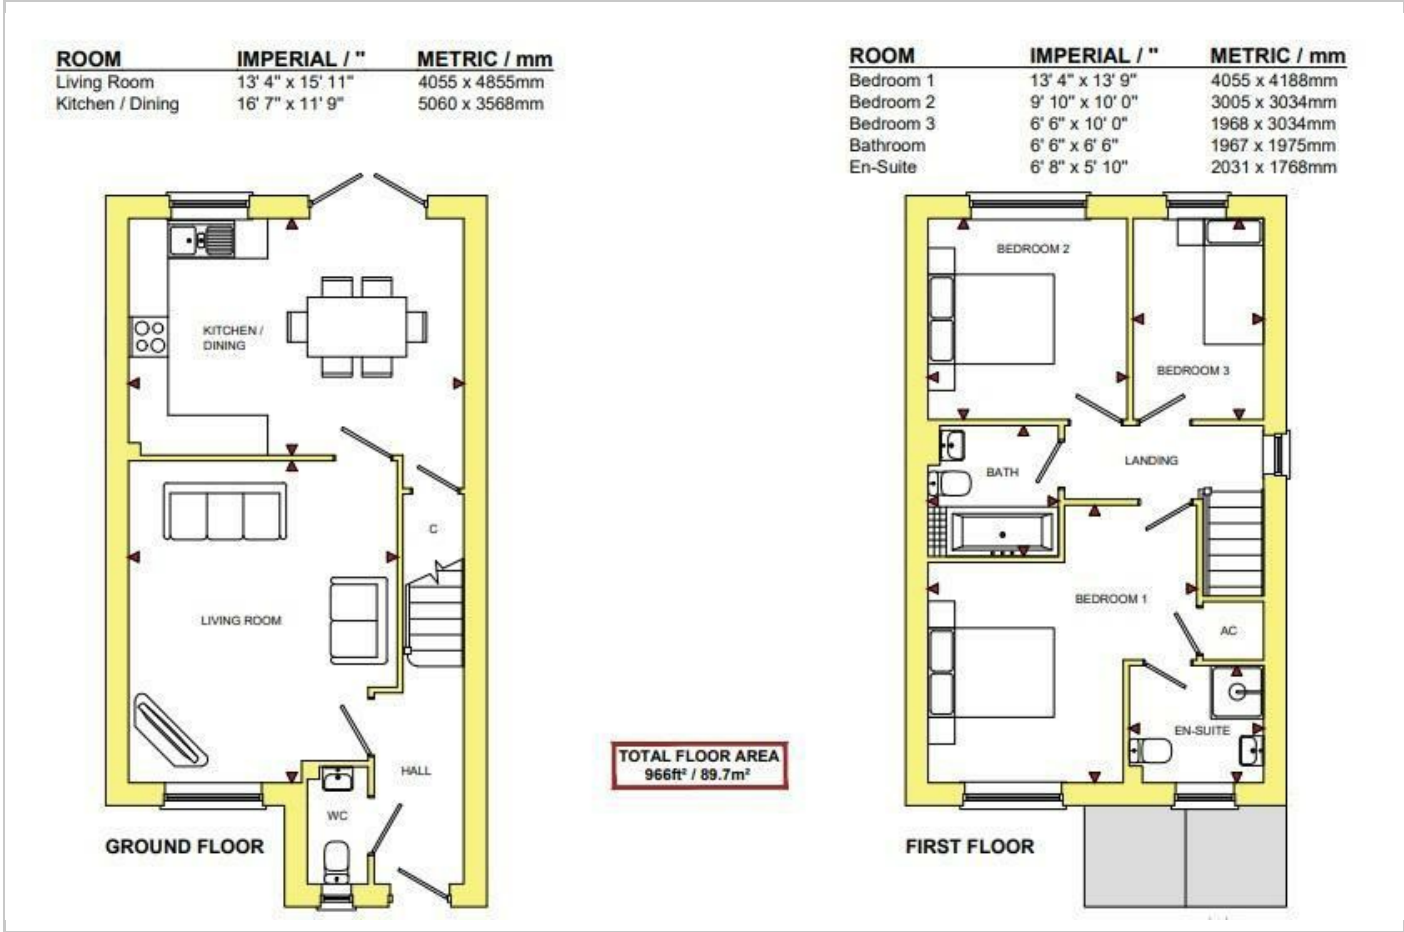 ROOM IMPERIAL / " METRIC / mm
Living Room 13' 4" x 15' 11" 4055 x 4855mm
Kitchen / Dining 16' 7" x 11' 9" 5060 x 3568mm
ROOM IMPERIAL / " METRIC / mm
Bedroom 1 13' 4" x 13' 9" 4055 x 4188mm
Bedroom 2 9' 10" x 10' 0" 3005 x 3034mm
Bedroom 3 6' 6" x 10' 0" 1968 x 3034mm
Bathroom 6' 6" x 6' 6" 1967 x 1975mm
En-Suite 6' 8" x 5' 10" 2031 x 1768mm
KITCHEN /
DINING
C
LIVING ROOM
HALL
WC
GROUND FLOOR
TOTAL FLOOR AREA
966ft² / 89.7m²
BEDROOM 2
BEDROOM 3
BATH
LANDING
BEDROOM 1
AC
EN-SUITE
FIRST FLOOR